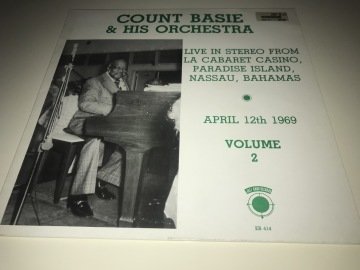 COUNT BASIE
& HIS ORCHESTRA
LIVE IN STEREO FROM
LA CABARET CASINO,
PARADISE ISLAND,
NASSAU, BAHAMAS
APRIL 12th 1969
VOLUME
2